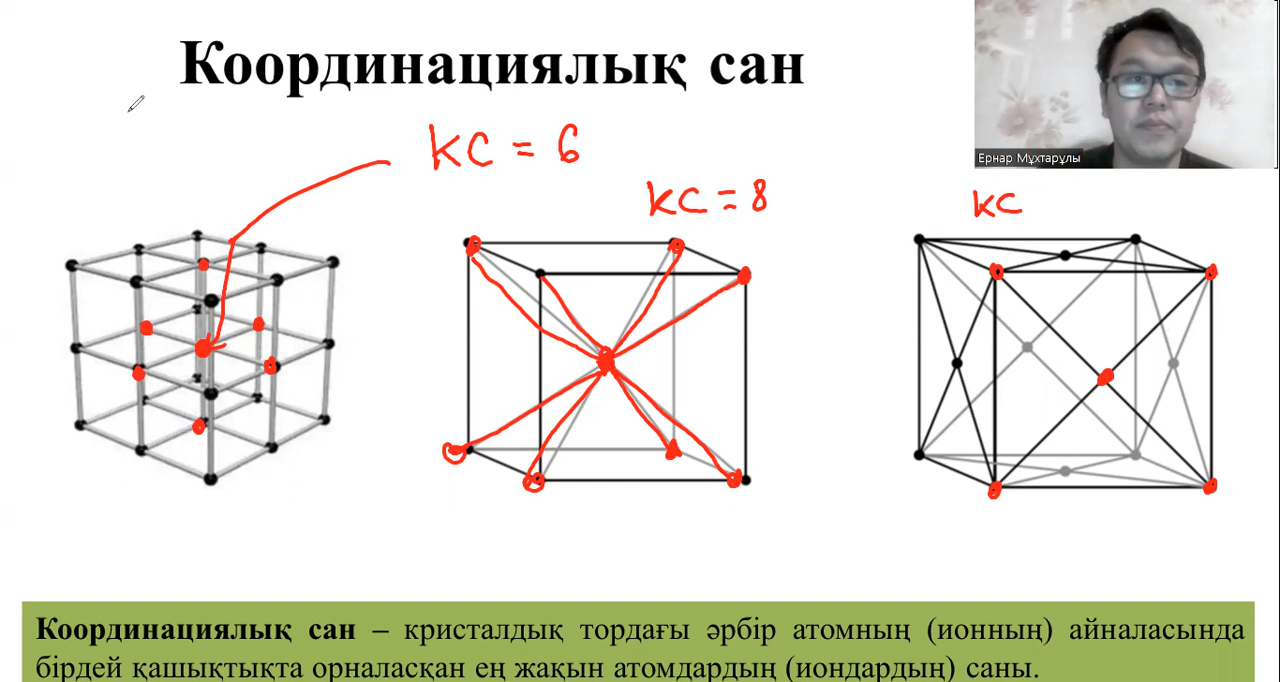 Координациялық сан
Ернар Мұхтарұлы
КС = 6
КС = 8
КС
Координациялық сан – кристалдық тордағы әрбір атомның (ионның) айналасында
бірдей қашықтықта орналасқан ең жақын атомдардың (иондардың) саны.